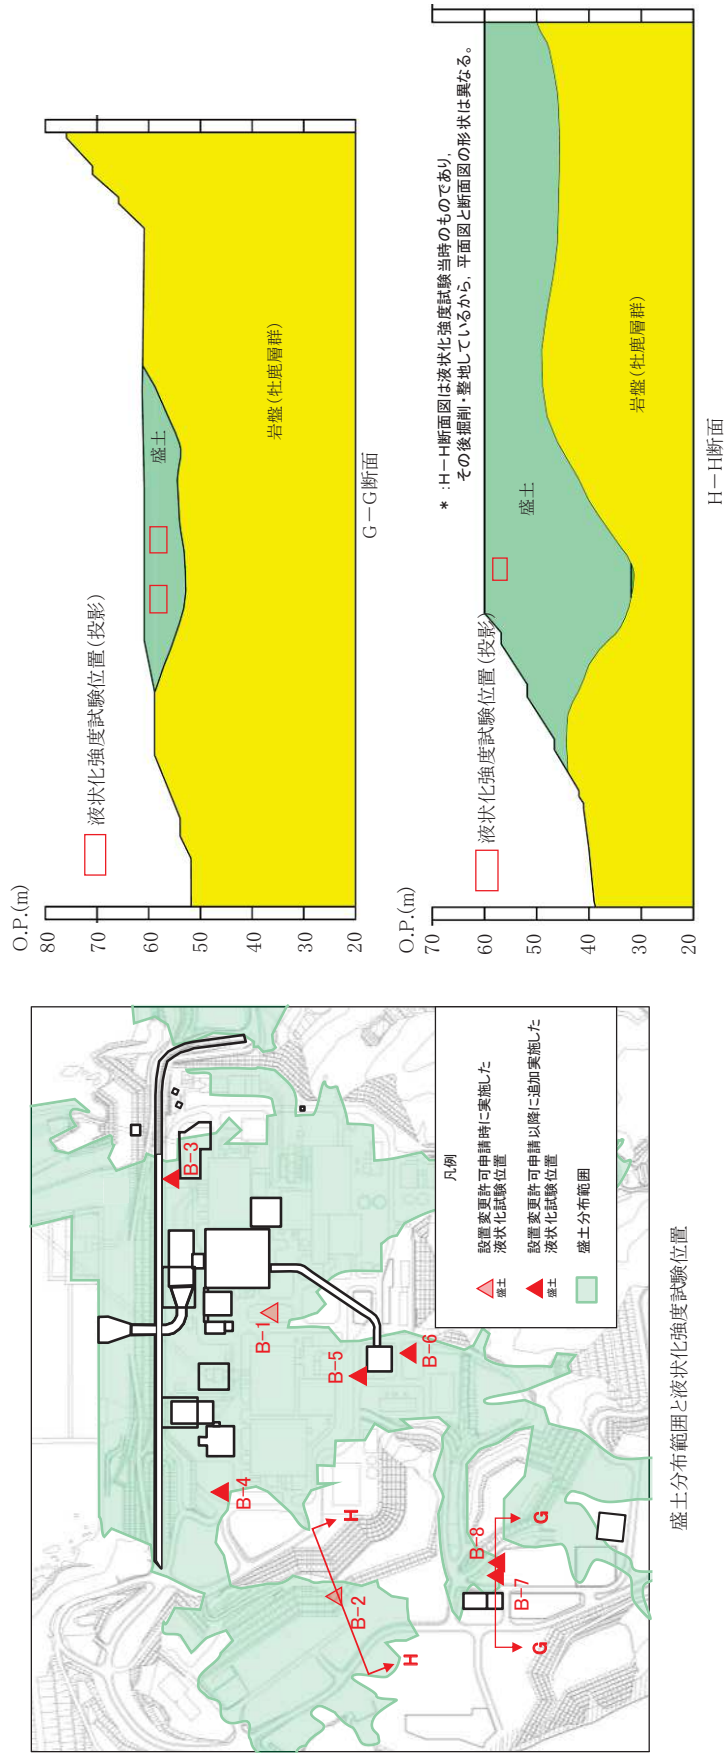 凡例
盛土
設置変更許可申請時に実施した
液状化試験位置
盛土
設置変更許可申請以降に追加実施した
液状化試験位置
盛土分布範囲
B-1
B-2
B-3
B-4
B-5
B-6
B-7
B-8
H
H
G
G
盛土分布範囲と液状化強度試験位置
O.P.(m)
80
70
60
50
40
30
20
液状化強度試験位置(投影)
盛土
岩盤(牡鹿層群)
G－G断面
O.P.(m)
70
60
50
40
30
20
液状化強度試験位置(投影)
盛土
岩盤(牡鹿層群)
* :H－H断面図は液状化強度試験当時のものであり,
その後掘削・整地しているから,平面図と断面図の形状は異なる。
H－H断面